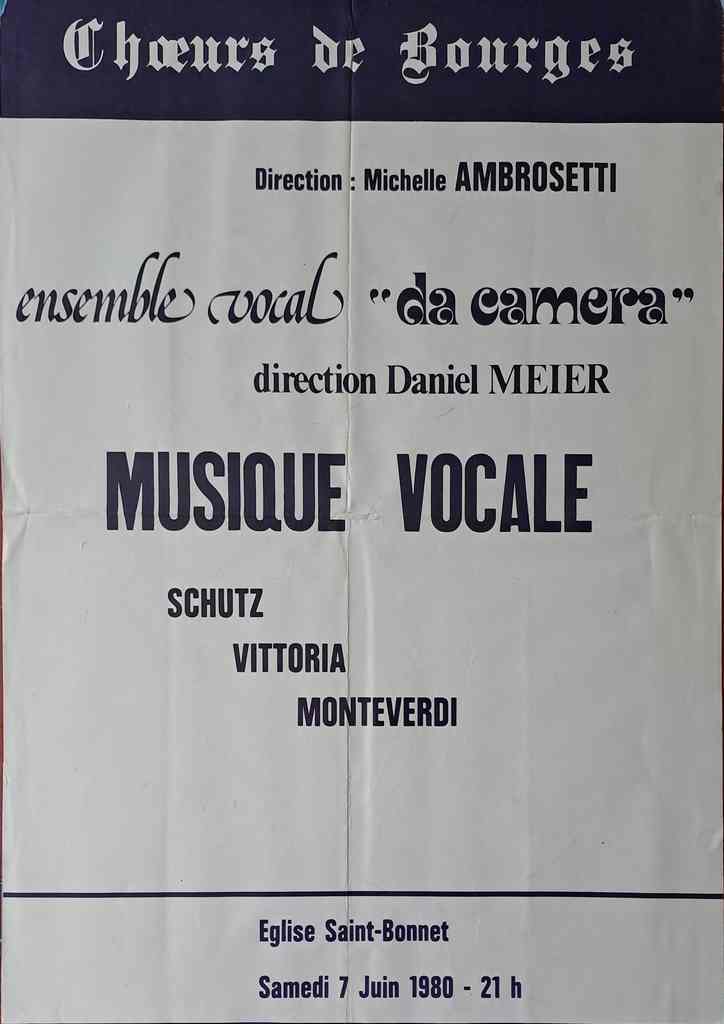 Chœurs de Bourges
Direction : Michelle AMBROSETTI
ensemble vocal "da camera"
direction Daniel MEIER
MUSIQUE VOCALE
SCHUTZ
VITTORIA
MONTEVERDI
Eglise Saint-Bonnet
Samedi 7 Juin 1980 - 21 h